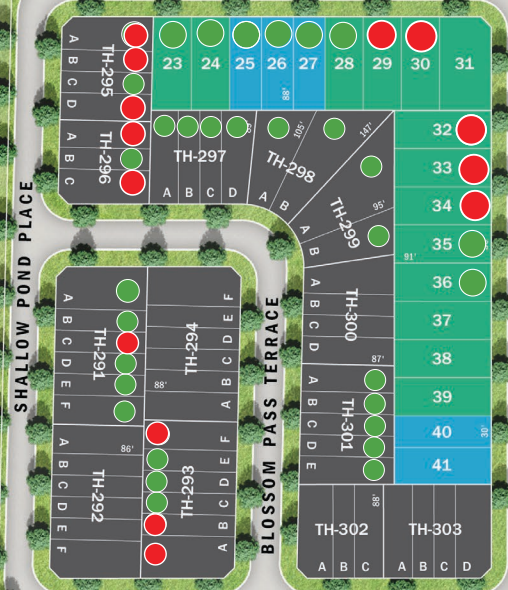 A
B
C
D
TH-295
A
B
C
TH-296
23
24
25
26
27
28
29
30
31
88'
TH-297
A B C D
105'
TH-298
A
B
147'
TH-299
A
B
95'
32
33
34
35
91'
36
37
38
39
40
30'
41
A
B
C
D
TH-300
87'
A
B
C
D
E
TH-301
88'
TH-302
A B C
TH-303
A B C D
SHALLOW POND PLACE
BLOSSOM PASS TERRACE
A
B
C
D
E
F
TH-291
F
E
D
C
B
A
TH-294
88'
A
B
C
D
E
F
TH-292
86'
F
E
D
C
B
A
TH-293